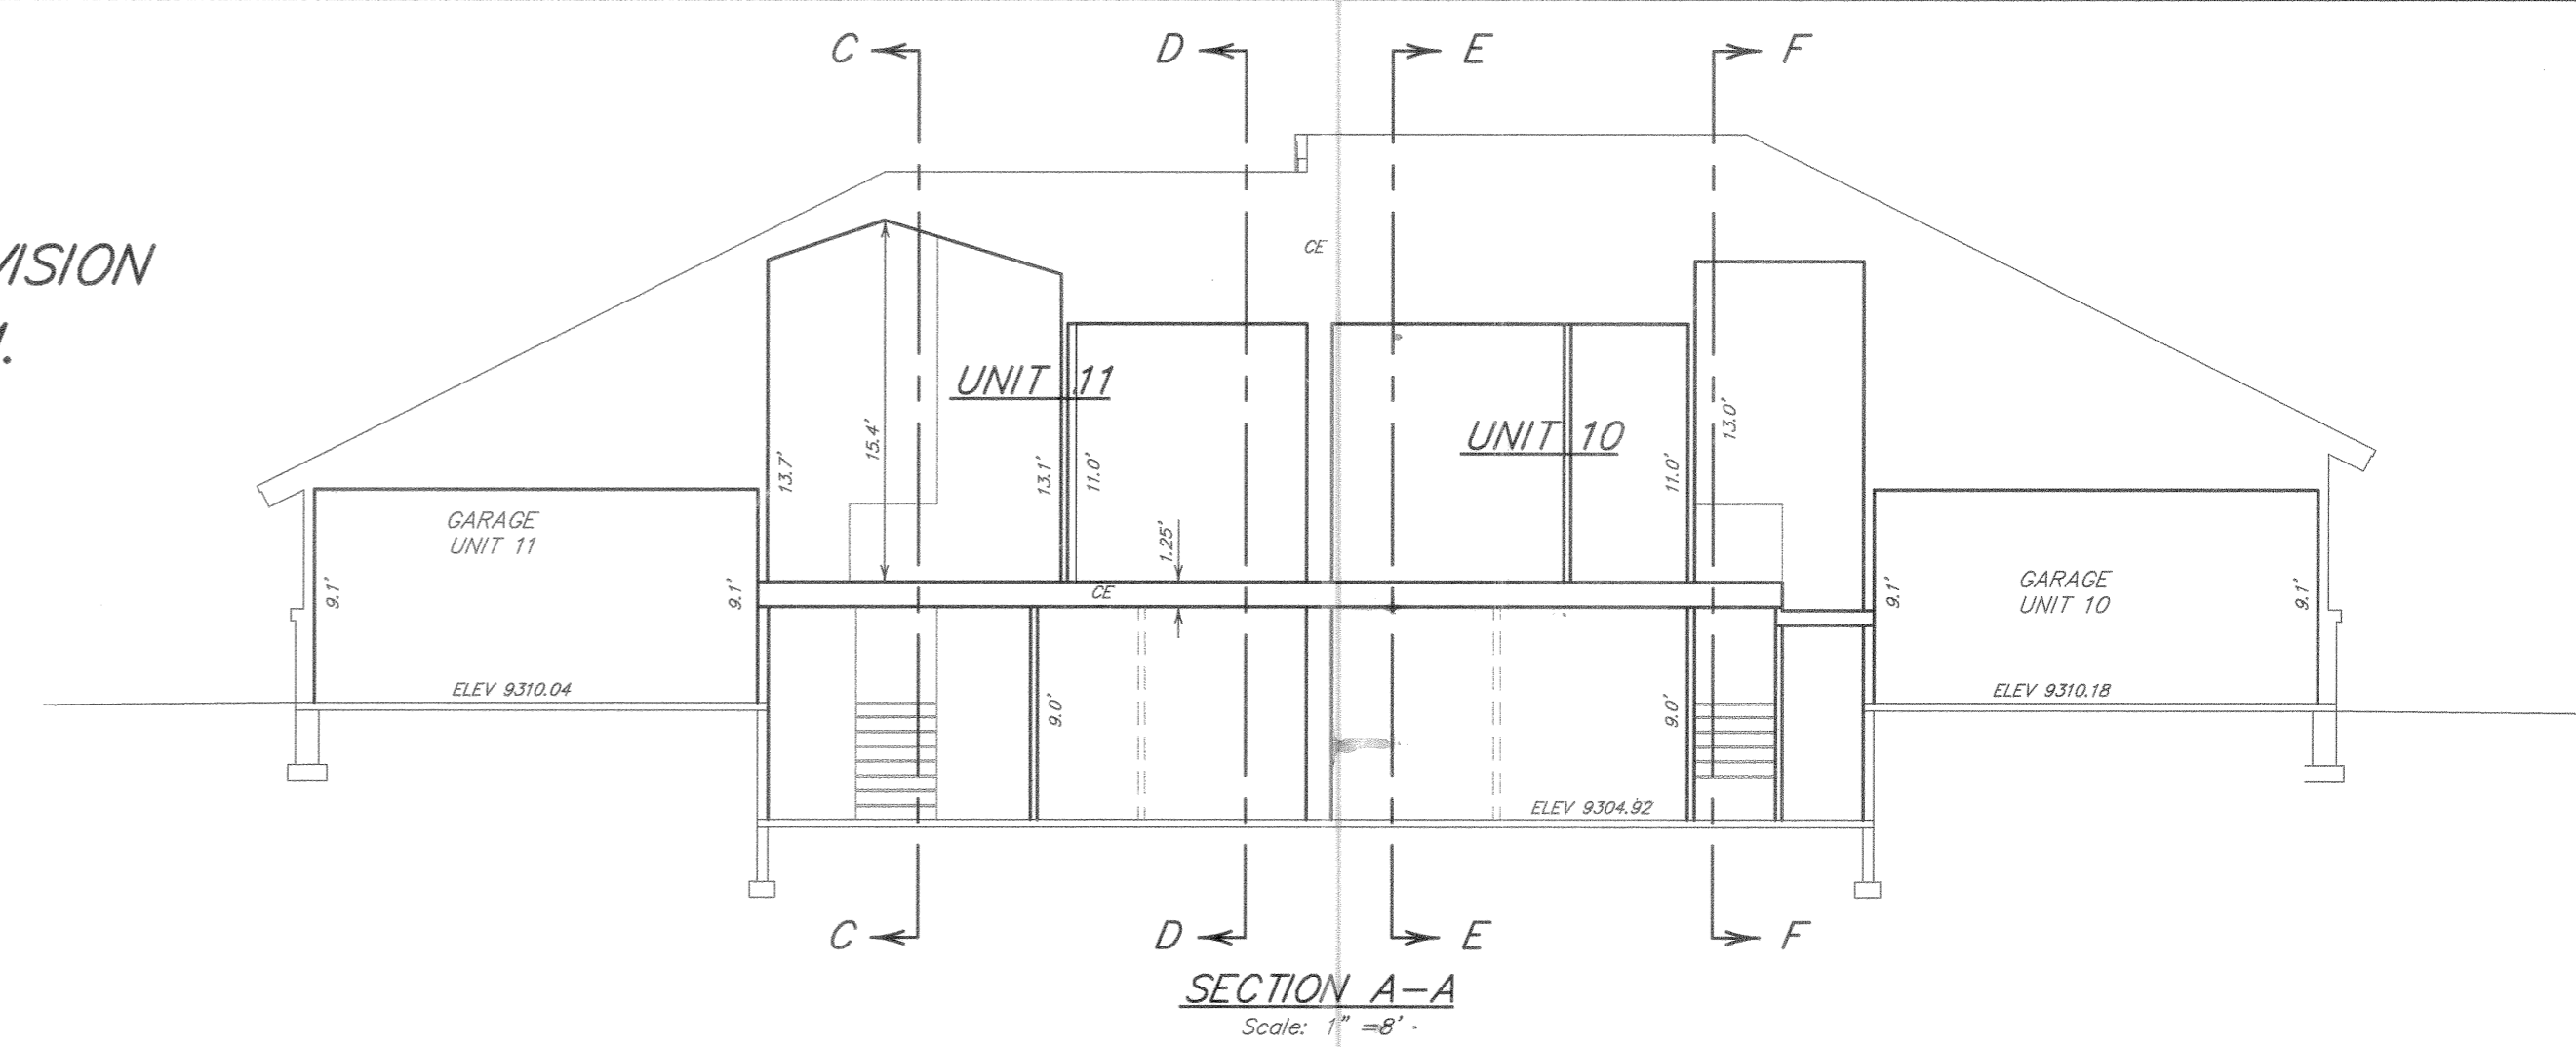 C D E F
VISION
CE
UNIT 11
UNIT 10
13.7'
15.4'
13.1'
11.0'
11.0'
13.0'
1.25'
CE
GARAGE
UNIT 11
9.1'
9.1'
ELEV 9310.04
GARAGE
UNIT 10
9.1'
9.1'
ELEV 9310.18
9.0'
9.0'
ELEV 9304.92
C D E F
SECTION A-A
Scale: 1" =8'